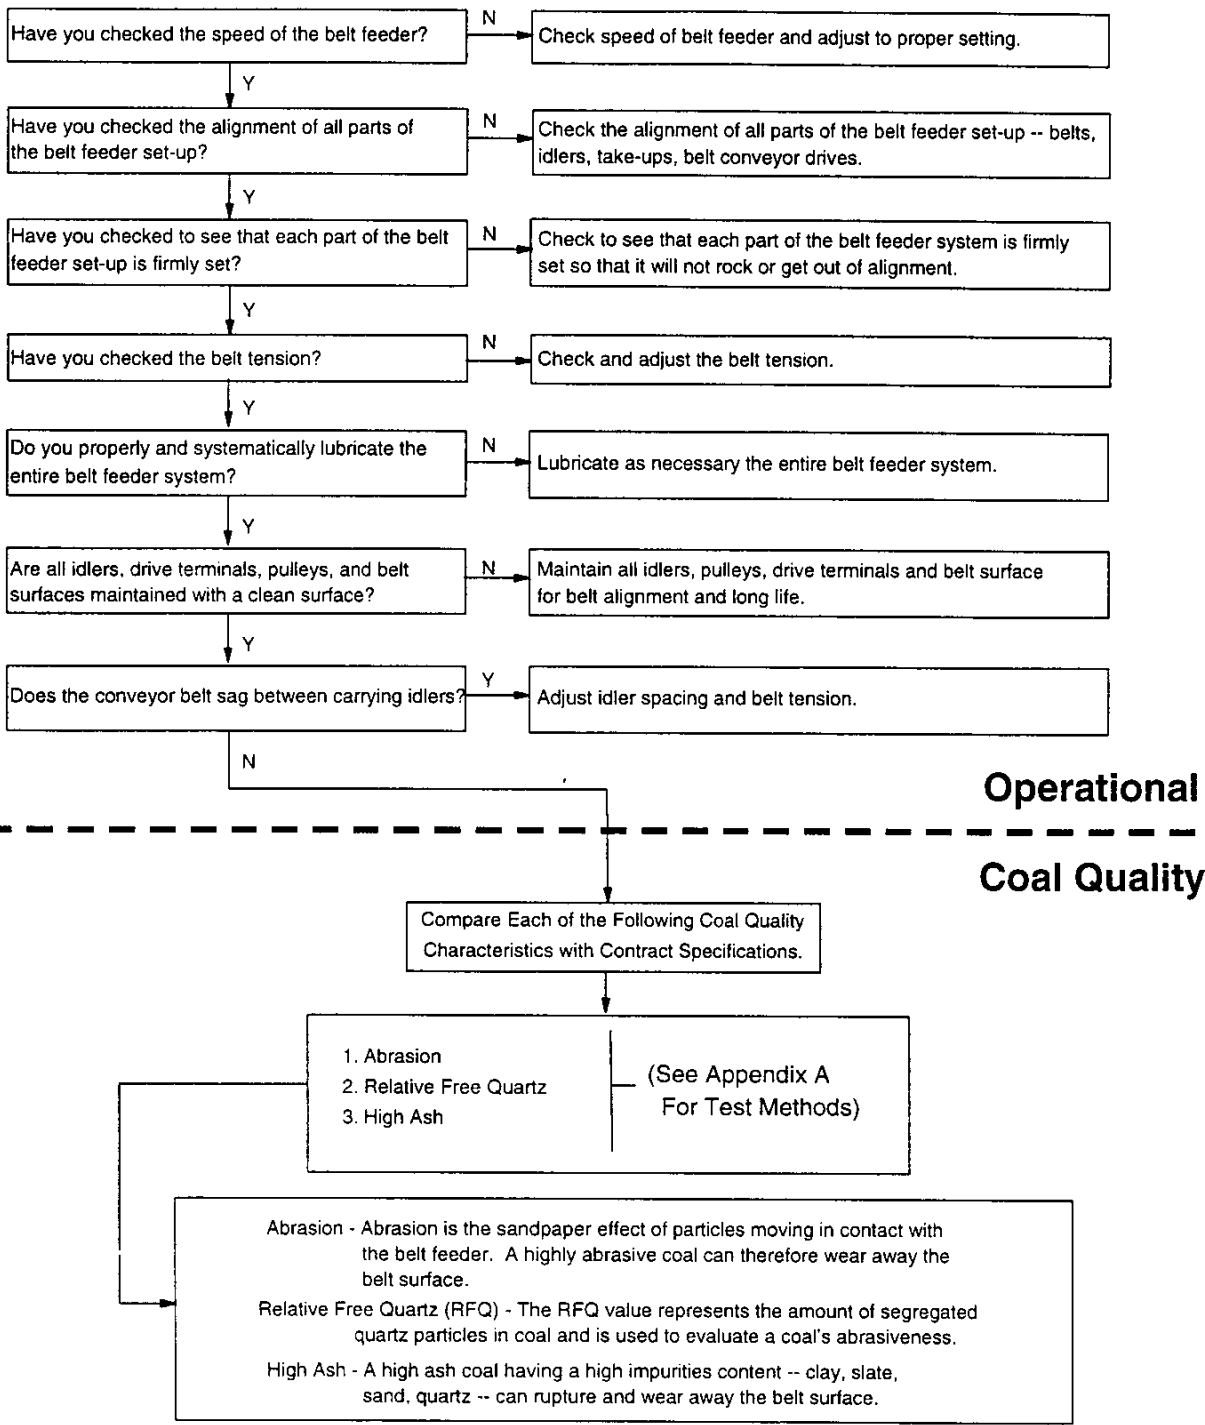 Have you checked the speed of the belt feeder?
N
Check speed of belt feeder and adjust to proper setting.
Y
Have you checked the alignment of all parts of
the belt feeder set-up?
N
Check the alignment of all parts of the belt feeder set-up -- belts,
idlers, take-ups, belt conveyor drives.
Y
Have you checked to see that each part of the belt
feeder set-up is firmly set?
N
Check to see that each part of the belt feeder system is firmly
set so that it will not rock or get out of alignment.
Y
Have you checked the belt tension?
N
Check and adjust the belt tension.
Y
Do you properly and systematically lubricate the
entire belt feeder system?
N
Lubricate as necessary the entire belt feeder system.
Y
Are all idlers, drive terminals, pulleys, and belt
surfaces maintained with a clean surface?
N
Maintain all idlers, pulleys, drive terminals and belt surface
for belt alignment and long life.
Y
Does the conveyor belt sag between carrying idlers?
Y
Adjust idler spacing and belt tension.
N
Operational
Coal Quality
Compare Each of the Following Coal Quality
Characteristics with Contract Specifications.
1. Abrasion
2. Relative Free Quartz
3. High Ash
(See Appendix A
For Test Methods)
Abrasion - Abrasion is the sandpaper effect of particles moving in contact with
the belt feeder. A highly abrasive coal can therefore wear away the
belt surface.
Relative Free Quartz (RFQ) - The RFQ value represents the amount of segregated
quartz particles in coal and is used to evaluate a coal's abrasiveness.
High Ash - A high ash coal having a high impurities content -- clay, slate,
sand, quartz -- can rupture and wear away the belt surface.